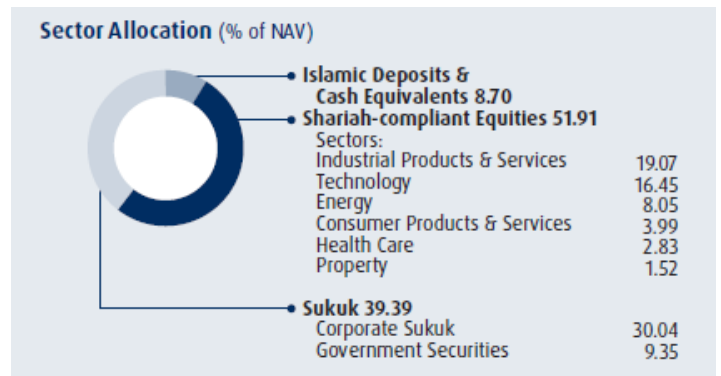 Sector Allocation (% of NAV)
Islamic Deposits &
Cash Equivalents 8.70
Shariah-compliant Equities 51.91
Sectors:
Industrial Products & Services 19.07
Technology 16.45
Energy 8.05
Consumer Products & Services 3.99
Health Care 2.83
Property 1.52
Sukuk 39.39
Corporate Sukuk 30.04
Government Securities 9.35